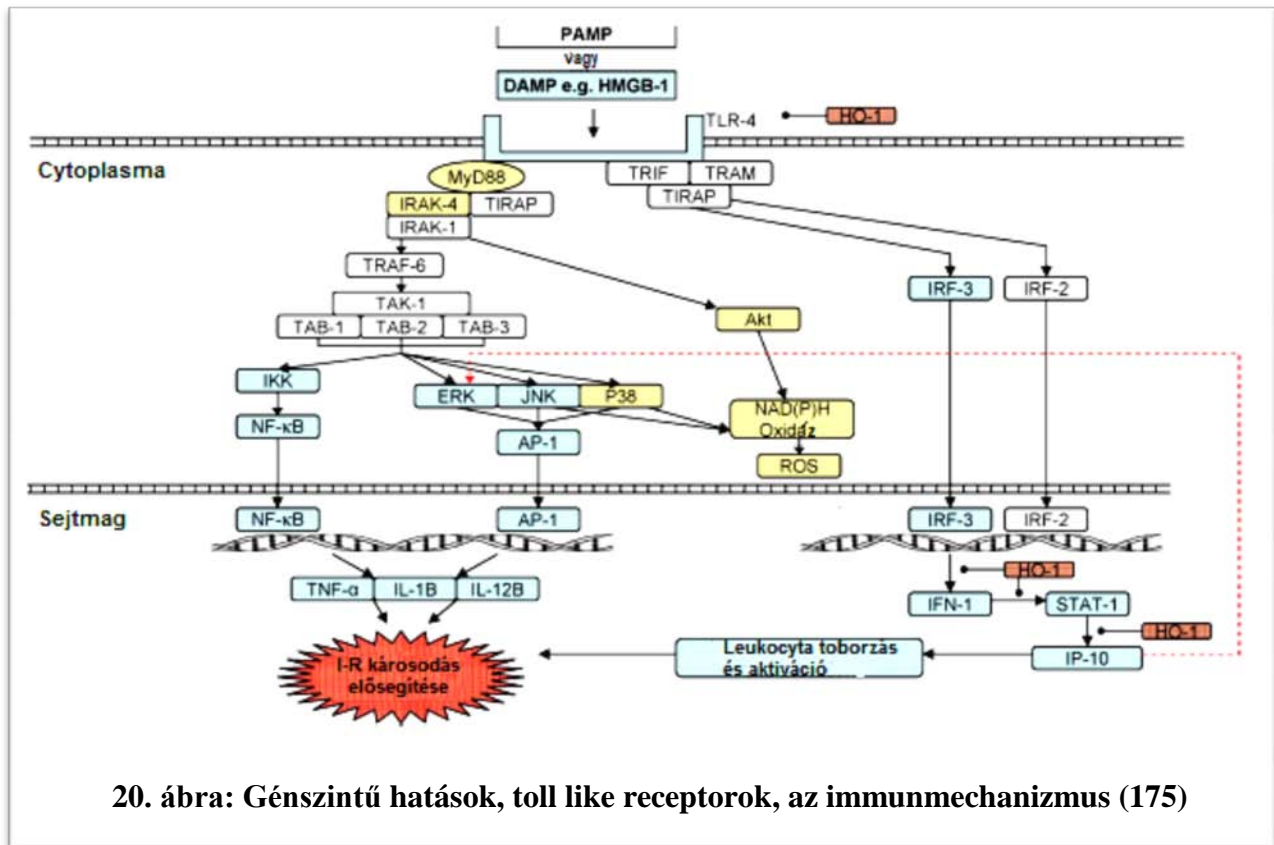 PAMP
vagy
DAMP e.g. HMGB-1
TLR-4
HO-1
Cytoplasma
MyD88
TRIF
TRAM
IRAK-4
TIRAP
TIRAP
IRAK-1
TRAF-6
TAK-1
IRF-3
IRF-2
TAB-1
TAB-2
TAB-3
Akt
IKK
ERK
JNK
P38
NAD(P)H
Oxidáz
NF-κB
AP-1
ROS
Sejtmag
NF-κB
AP-1
IRF-3
IRF-2
HO-1
TNF-α
IL-1B
IL-12B
IFN-1
STAT-1
HO-1
I-R károsodás
elősegítése
Leukocyta toborzás
és aktiváció
IP-10
20. ábra: Génszintű hatások, toll like receptorok, az immunmechanizmus (175)